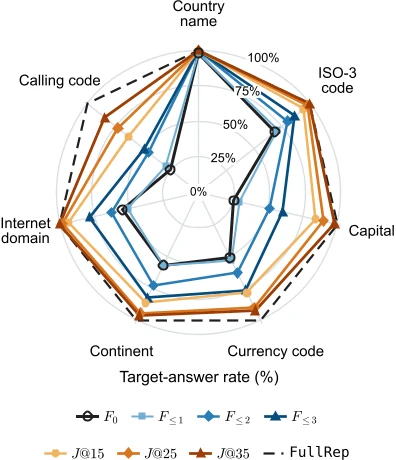 Country
name
100%
ISO-3
code
Calling code
75%
50%
25%
0%
Internet
domain
Capital
Continent
Currency code
Target-answer rate (%)
F₀ F≤₁ F≤₂ F≤₃
J@15 J@25 J@35 FullRep